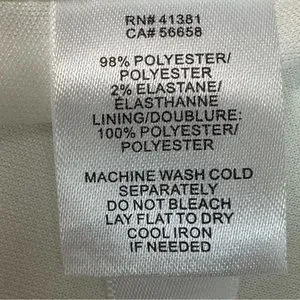 RN# 41381
CA# 56658
98% POLYESTER/
POLYESTER
2% ELASTANE/
ÉLASTHANNE
LINING/DOUBLURE:
100% POLYESTER/
POLYESTER
MACHINE WASH COLD
SEPARATELY
DO NOT BLEACH
LAY FLAT TO DRY
COOL IRON
IF NEEDED